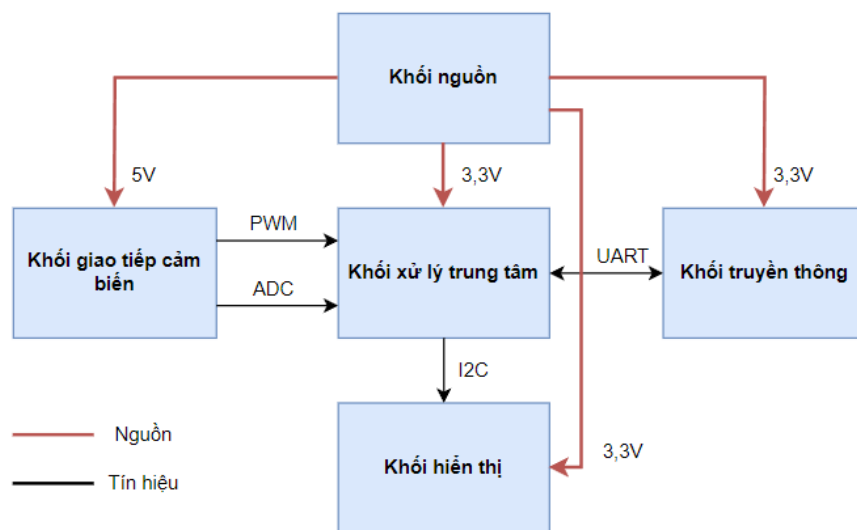 Khối nguồn
5V
3,3V
3,3V
Khối giao tiếp cảm
biến
PWM
ADC
Khối xử lý trung tâm
UART
Khối truyền thông
I2C
Khối hiển thị
3,3V
Nguồn
Tín hiệu